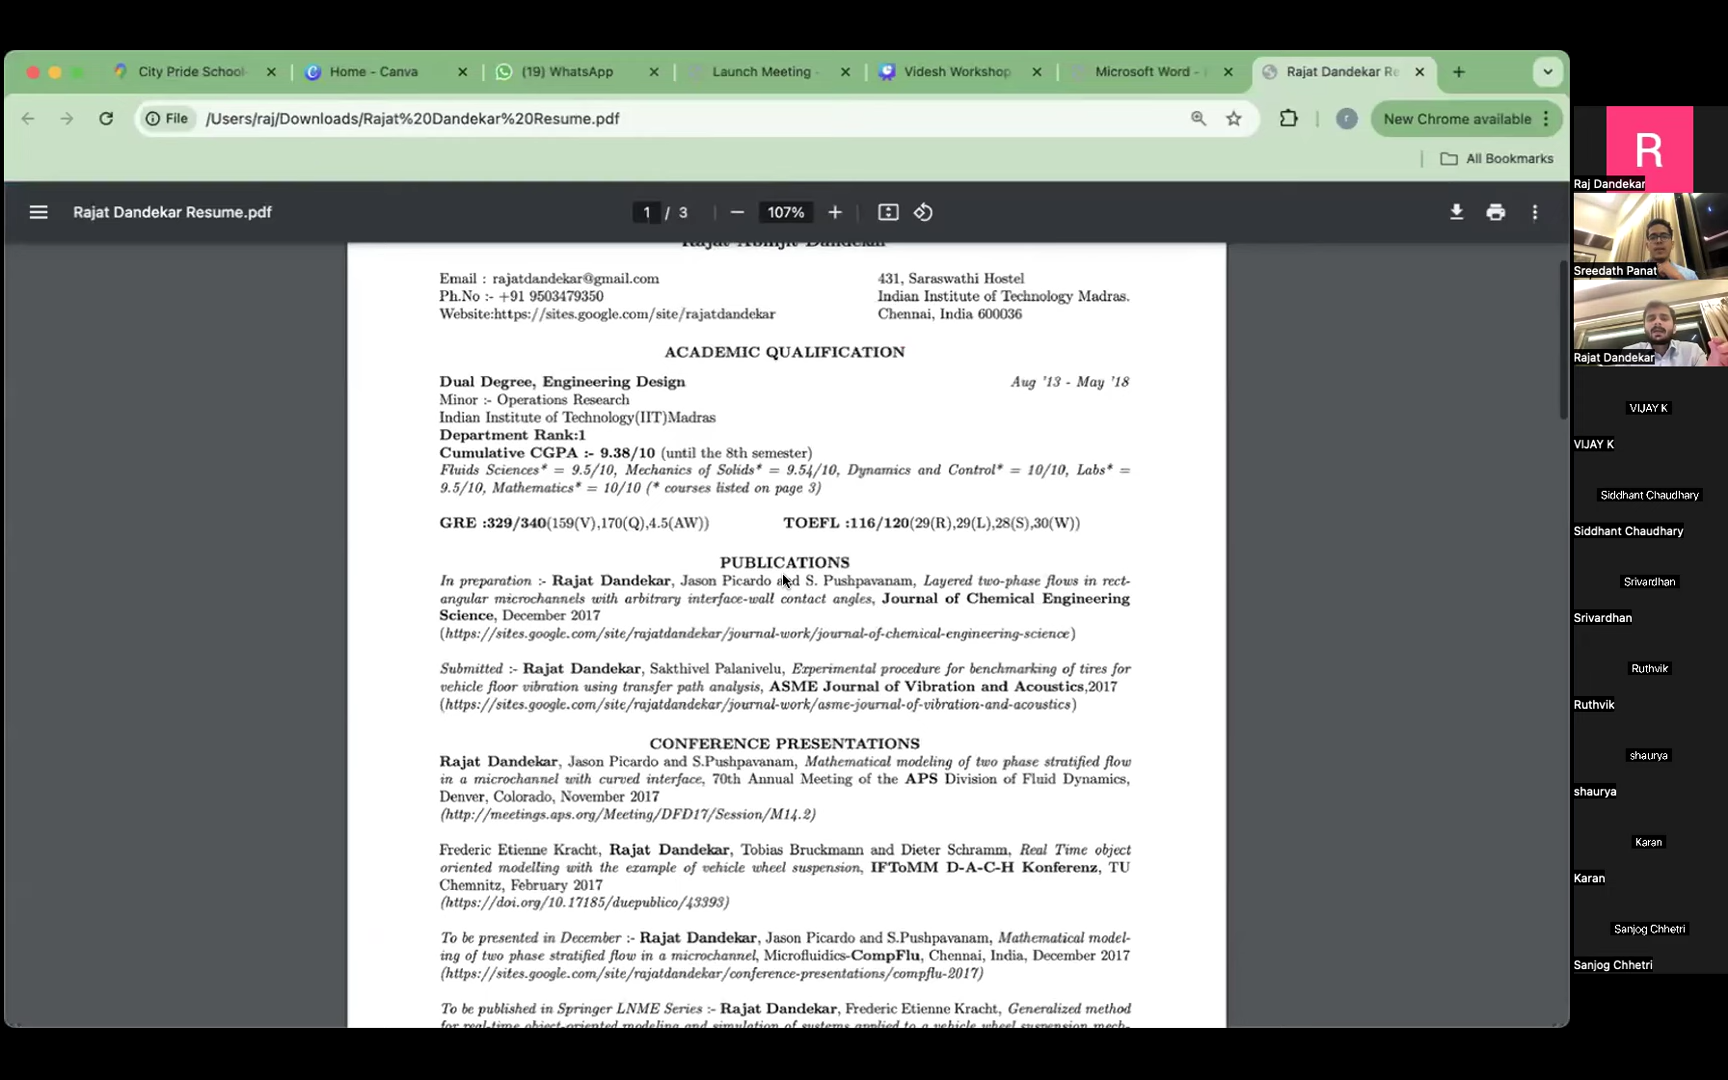 City Pride School
Home - Canva
(19) WhatsApp
Launch Meeting -
Videsh Workshop
Microsoft Word -
Rajat Dandekar Re
File
/Users/raj/Downloads/Rajat%20Dandekar%20Resume.pdf
r
New Chrome available
All Bookmarks
Rajat Dandekar Resume.pdf
1 / 3
107%
Rajat Abhijit Dandekar
Email : rajatdandekar@gmail.com
431, Saraswathi Hostel
Ph.No :- +91 9503479350
Indian Institute of Technology Madras.
Website:https://sites.google.com/site/rajatdandekar
Chennai, India 600036
ACADEMIC QUALIFICATION
Dual Degree, Engineering Design
Aug '13 - May '18
Minor :- Operations Research
Indian Institute of Technology(IIT)Madras
Department Rank:1
Cumulative CGPA :- 9.38/10 (until the 8th semester)
Fluids Sciences* = 9.5/10, Mechanics of Solids* = 9.54/10, Dynamics and Control* = 10/10, Labs* =
9.5/10, Mathematics* = 10/10 (* courses listed on page 3)
GRE :329/340(159(V),170(Q),4.5(AW))
TOEFL :116/120(29(R),29(L),28(S),30(W))
PUBLICATIONS
In preparation :- Rajat Dandekar, Jason Picardo and S. Pushpavanam, Layered two-phase flows in rect-
angular microchannels with arbitrary interface-wall contact angles, Journal of Chemical Engineering
Science, December 2017
(https://sites.google.com/site/rajatdandekar/journal-work/journal-of-chemical-engineering-science)
Submitted :- Rajat Dandekar, Sakthivel Palanivelu, Experimental procedure for benchmarking of tires for
vehicle floor vibration using transfer path analysis, ASME Journal of Vibration and Acoustics,2017
(https://sites.google.com/site/rajatdandekar/journal-work/asme-journal-of-vibration-and-acoustics)
CONFERENCE PRESENTATIONS
Rajat Dandekar, Jason Picardo and S.Pushpavanam, Mathematical modeling of two phase stratified flow
in a microchannel with curved interface, 70th Annual Meeting of the APS Division of Fluid Dynamics,
Denver, Colorado, November 2017
(http://meetings.aps.org/Meeting/DFD17/Session/M14.2)
Frederic Etienne Kracht, Rajat Dandekar, Tobias Bruckmann and Dieter Schramm, Real Time object
oriented modelling with the example of vehicle wheel suspension, IFToMM D-A-C-H Konferenz, TU
Chemnitz, February 2017
(https://doi.org/10.17185/duepublico/43393)
To be presented in December :- Rajat Dandekar, Jason Picardo and S.Pushpavanam, Mathematical model-
ing of two phase stratified flow in a microchannel, Microfluidics-CompFlu, Chennai, India, December 2017
(https://sites.google.com/site/rajatdandekar/conference-presentations/compflu-2017)
To be published in Springer LNME Series :- Rajat Dandekar, Frederic Etienne Kracht, Generalized method
for real-time object-oriented modeling and simulation of systems applied to a vehicle wheel suspension mech-
R
Raj Dandekar
Sreedath Panat
Rajat Dandekar
VIJAY K
VIJAY K
Siddhant Chaudhary
Siddhant Chaudhary
Srivardhan
Srivardhan
Ruthvik
Ruthvik
shaurya
shaurya
Karan
Karan
Sanjog Chhetri
Sanjog Chhetri